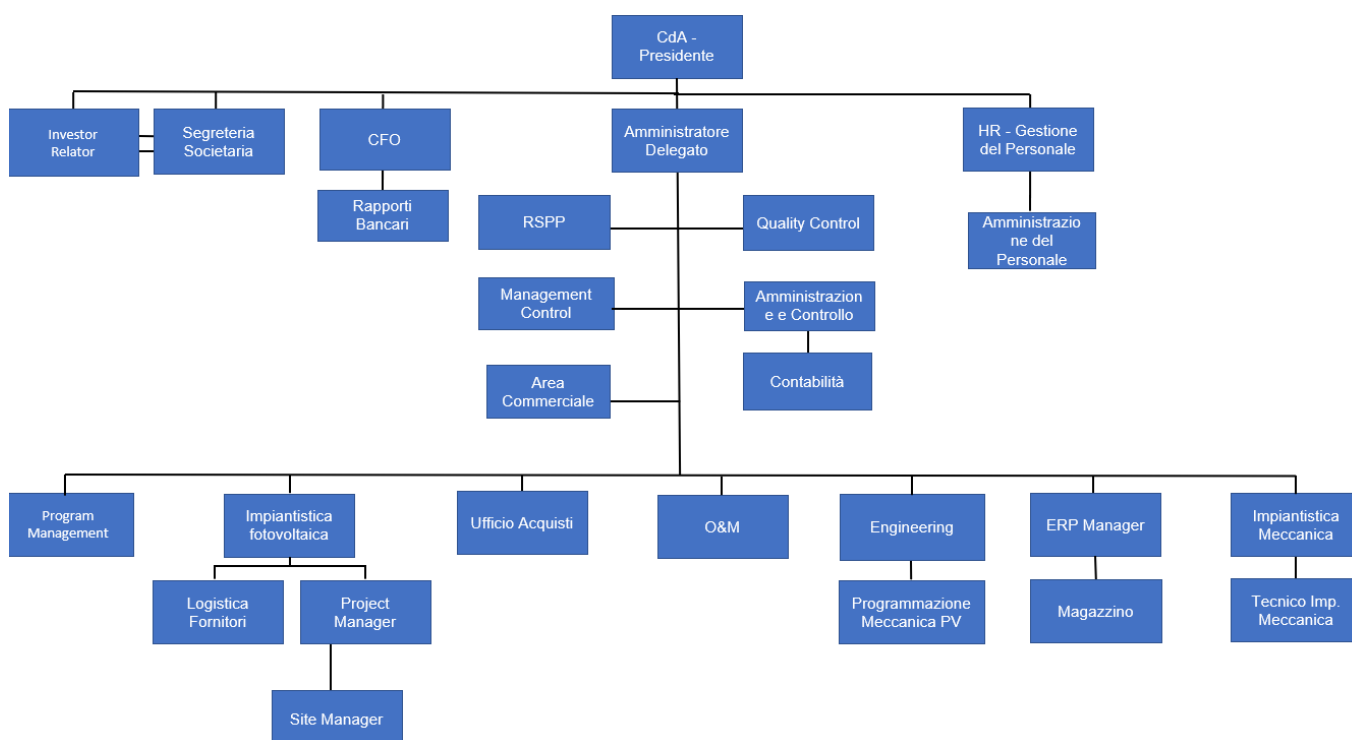 CdA -
Presidente
Investor
Relator
Segreteria
Societaria
CFO
Amministratore
Delegato
HR - Gestione
del Personale
Rapporti
Bancari
RSPP
Quality Control
Amministrazio
ne del
Personale
Management
Control
Amministrazion
e e Controllo
Area
Commerciale
Contabilità
Program
Management
Impiantistica
fotovoltaica
Ufficio Acquisti
O&M
Engineering
ERP Manager
Impiantistica
Meccanica
Logistica
Fornitori
Project
Manager
Programmazione
Meccanica PV
Magazzino
Tecnico Imp.
Meccanica
Site Manager